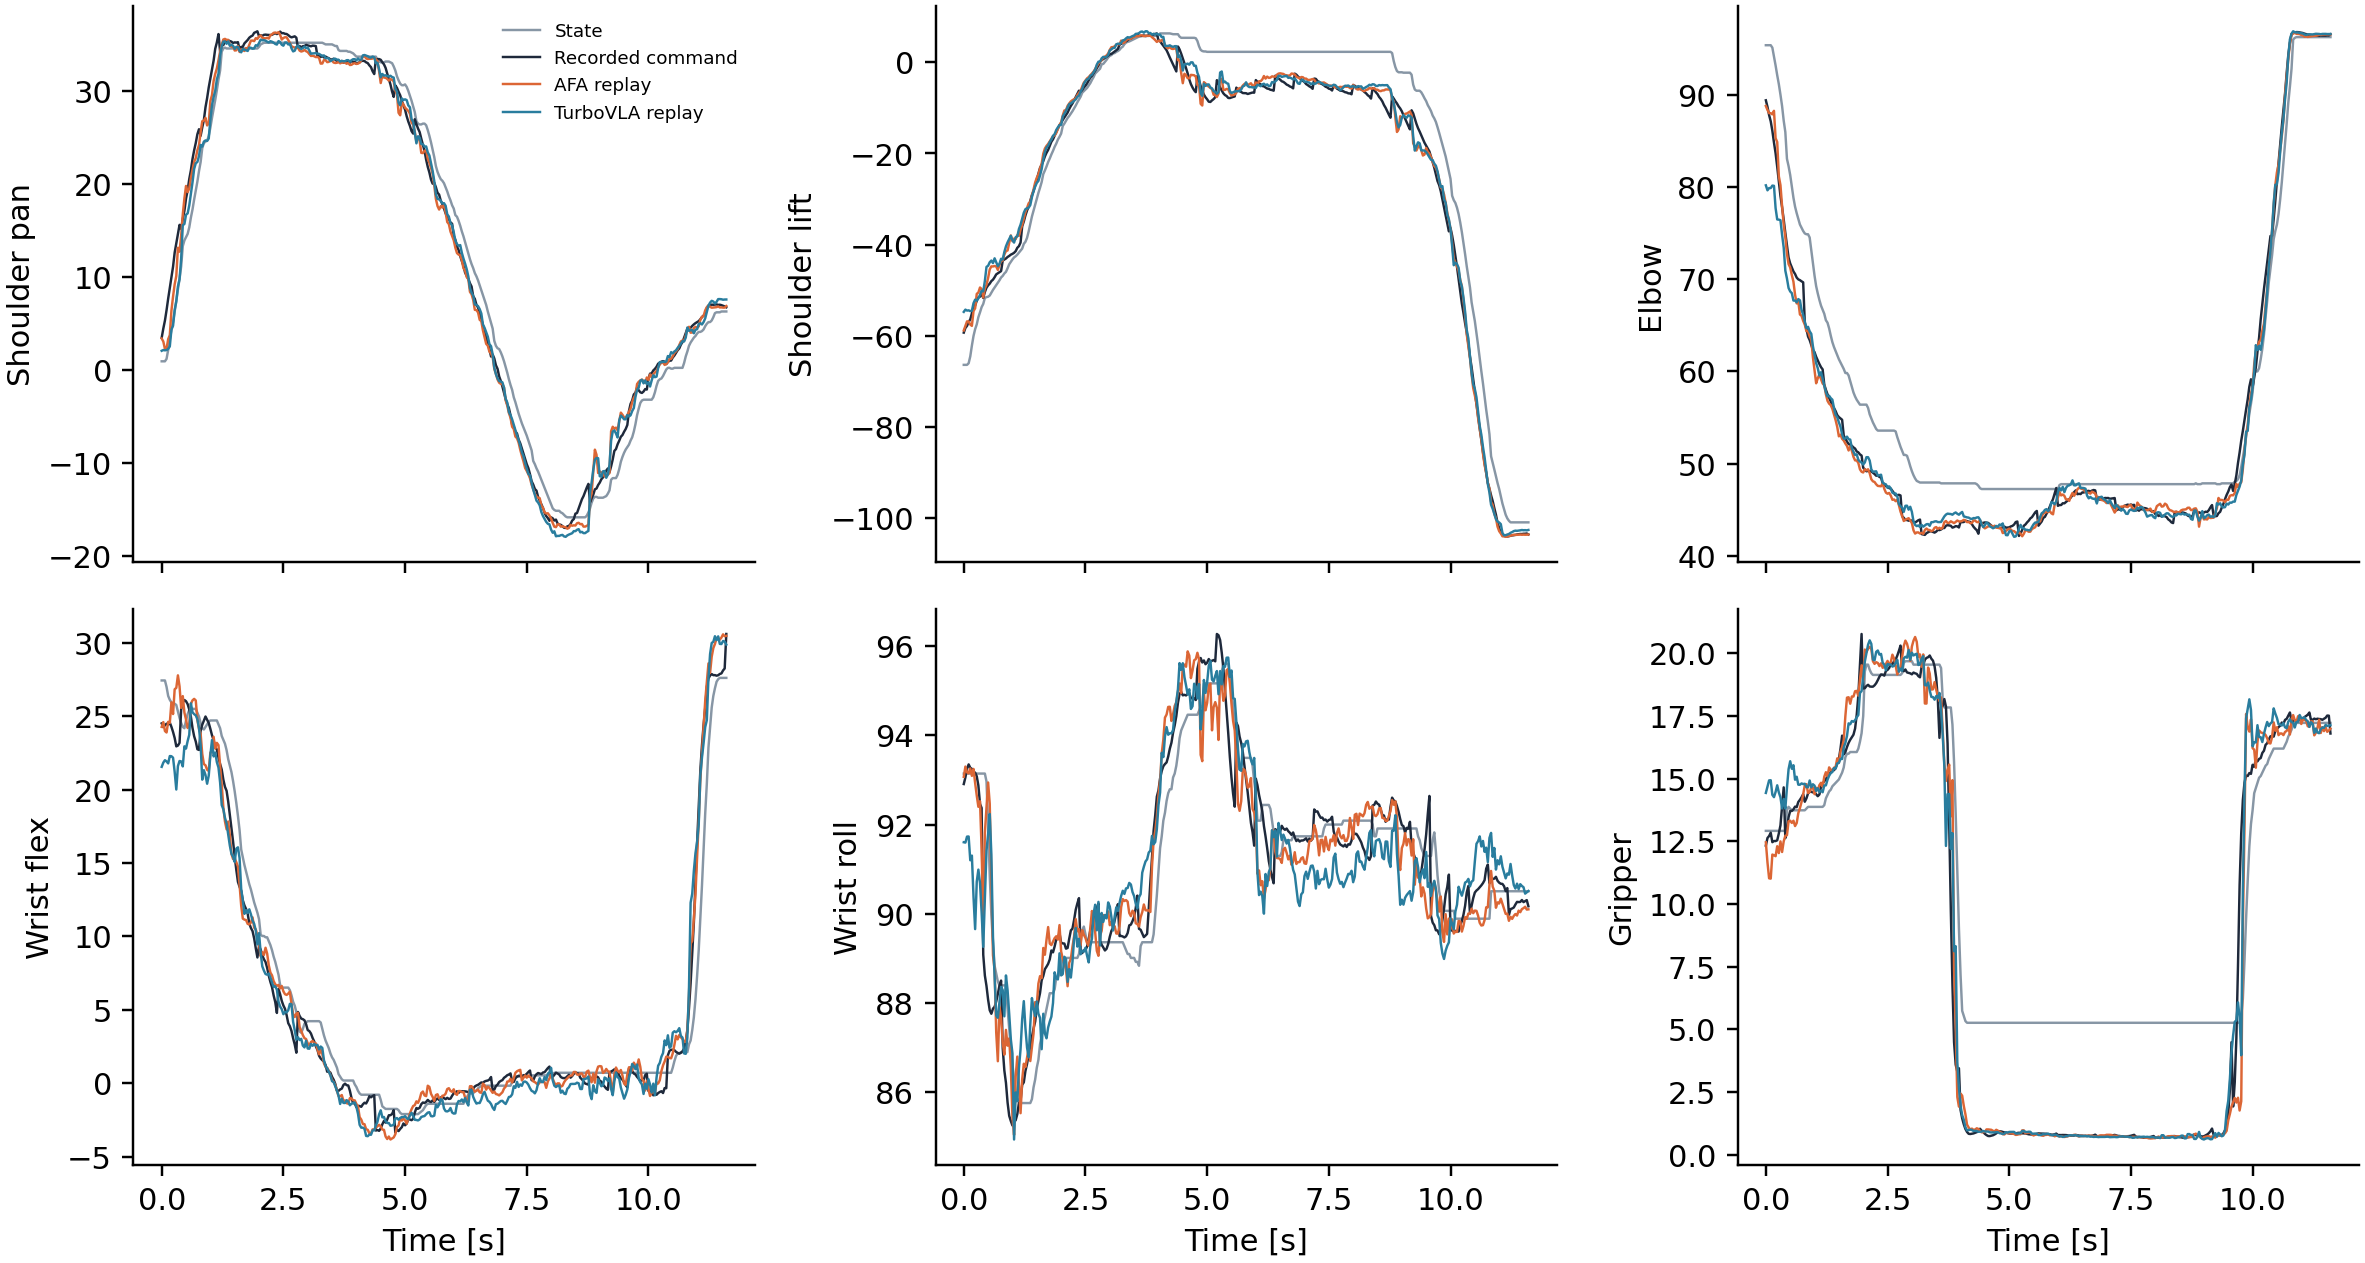 Shoulder pan
30
20
10
0
−10
−20
State
Recorded command
AFA replay
TurboVLA replay
Shoulder lift
0
−20
−40
−60
−80
−100
Elbow
90
80
70
60
50
40
Wrist flex
30
25
20
15
10
5
0
−5
0.0 2.5 5.0 7.5 10.0
Time [s]
Wrist roll
96
94
92
90
88
86
0.0 2.5 5.0 7.5 10.0
Time [s]
Gripper
20.0
17.5
15.0
12.5
10.0
7.5
5.0
2.5
0.0
0.0 2.5 5.0 7.5 10.0
Time [s]